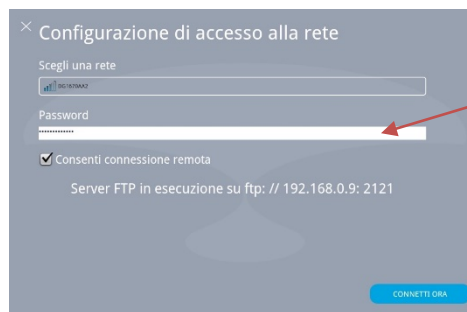 Configurazione di accesso alla rete
Scegli una rete
DG1670AA2
Password
•••••••••••••
Consenti connessione remota
Server FTP in esecuzione su ftp: // 192.168.0.9: 2121
CONNETTI ORA